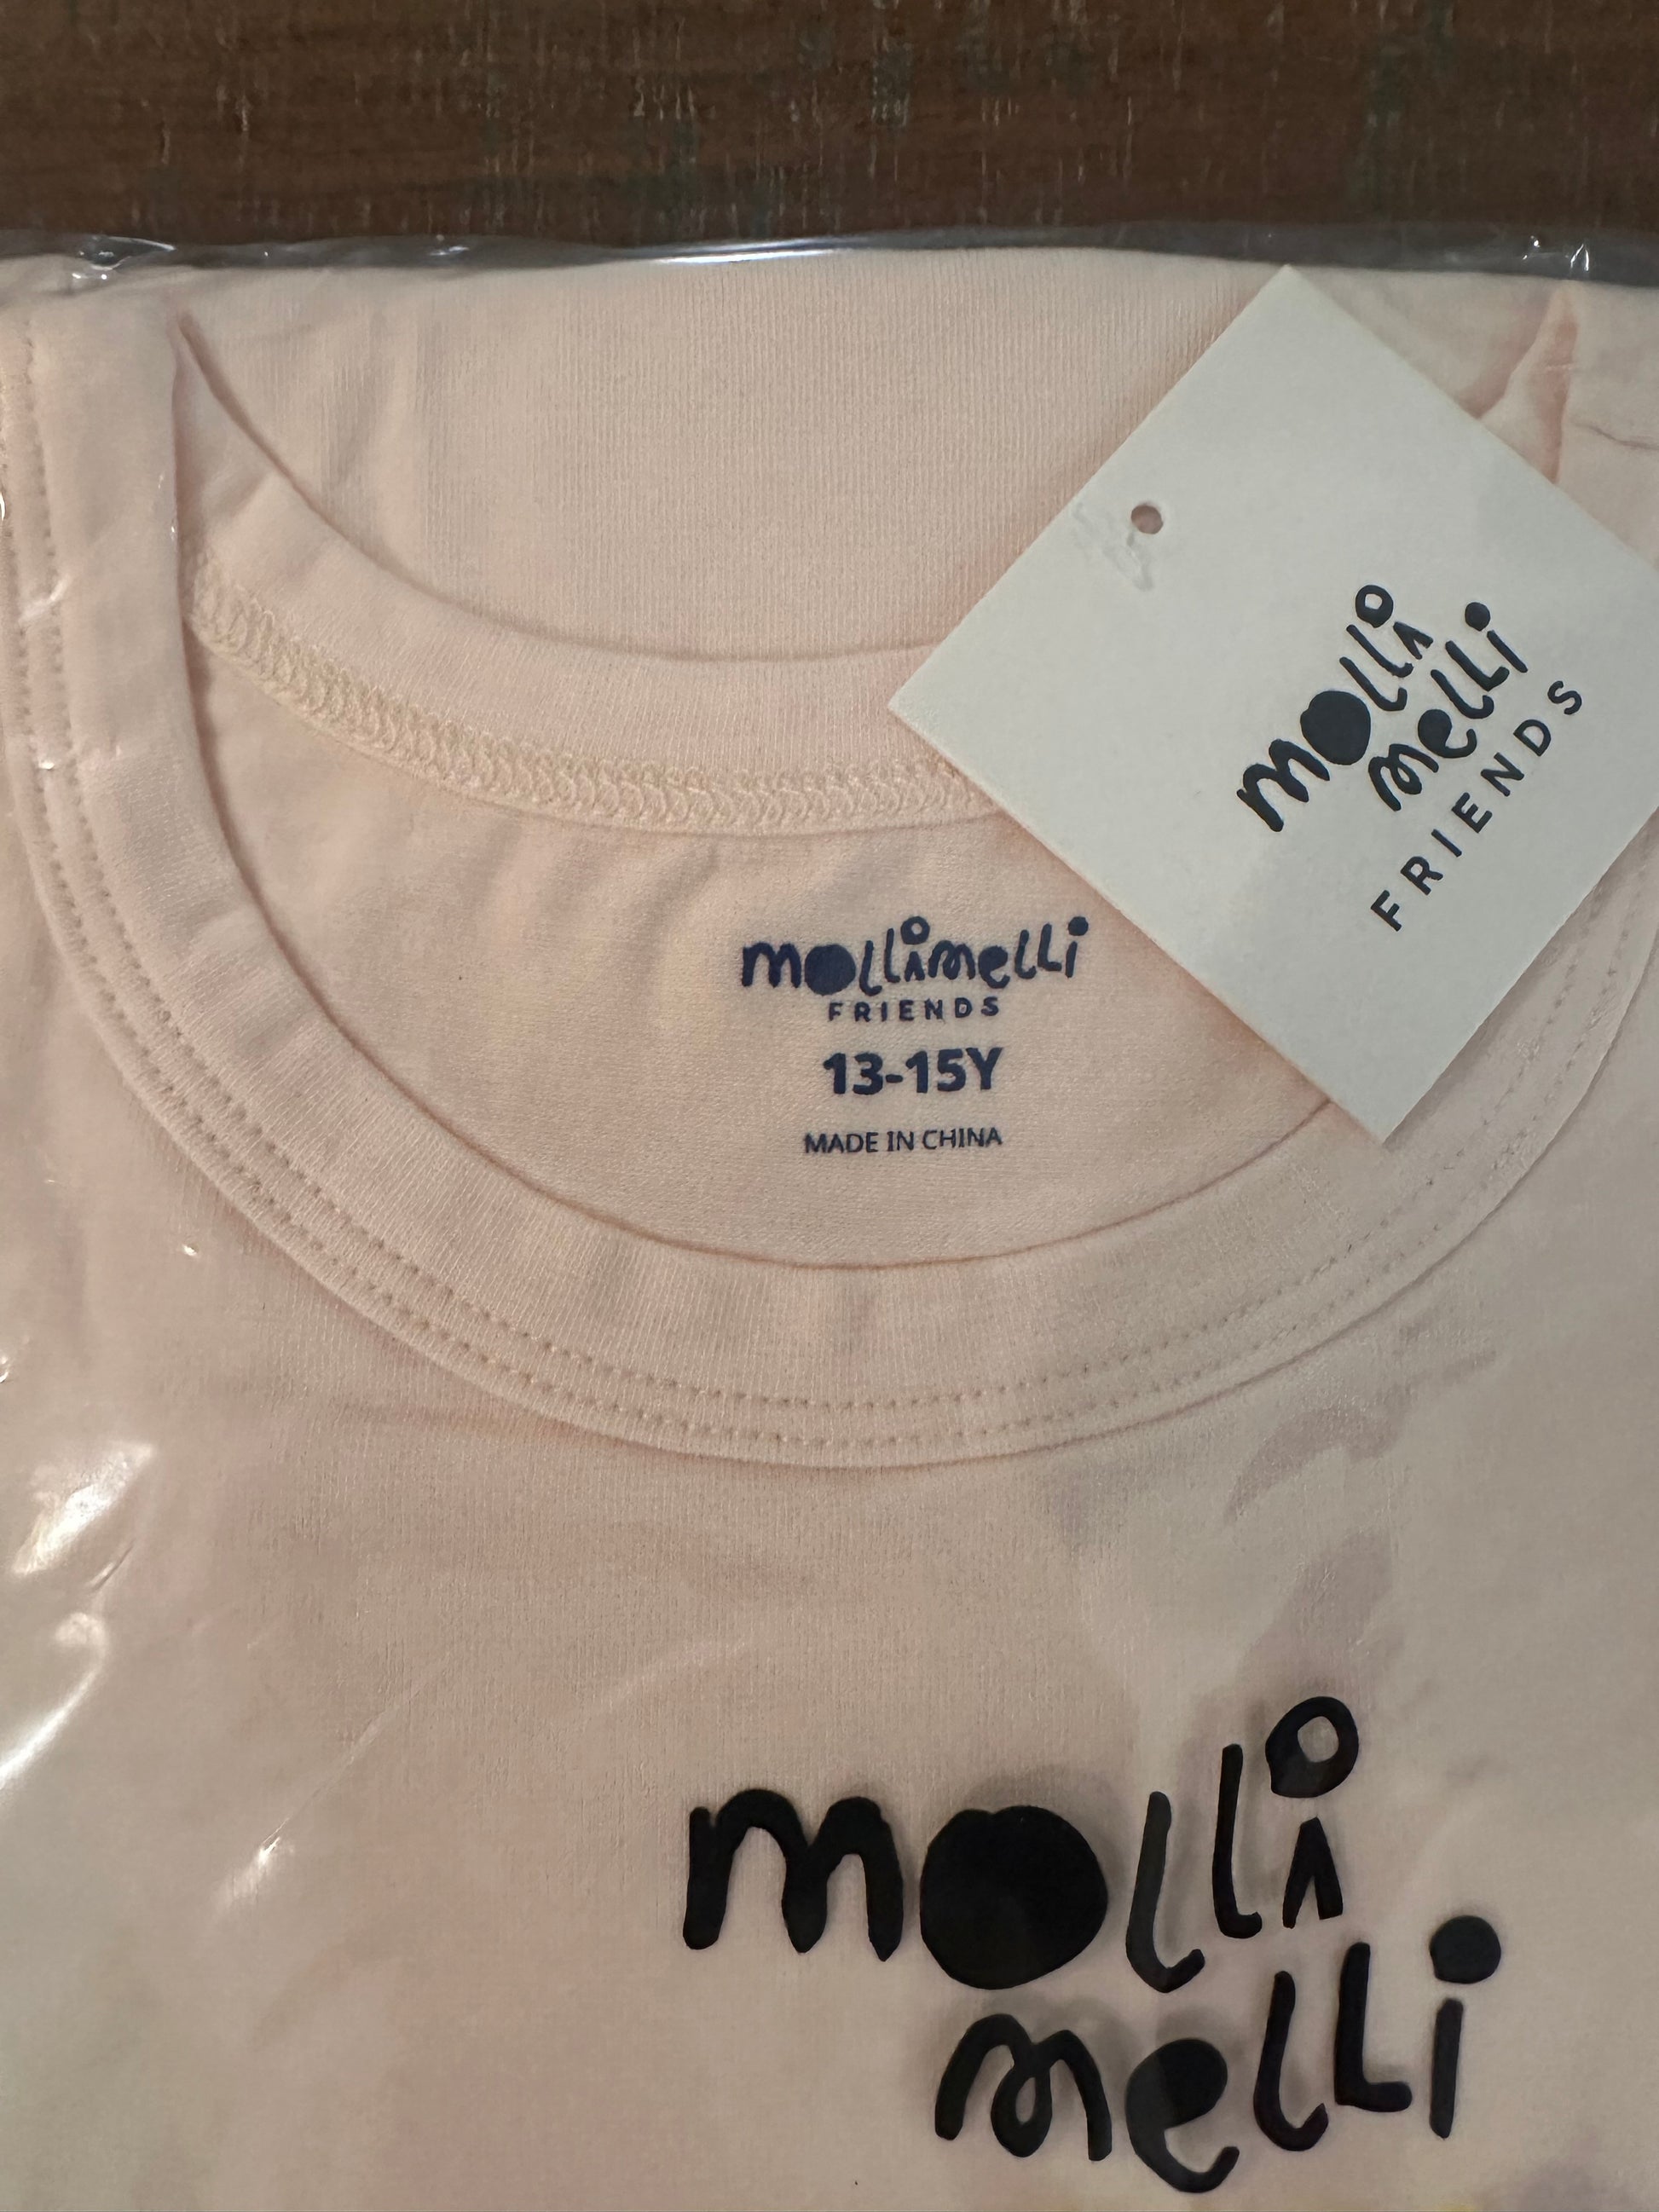 molli
melli
FRIENDS
mollimelli
FRIENDS
13-15Y
MADE IN CHINA
molli
melli